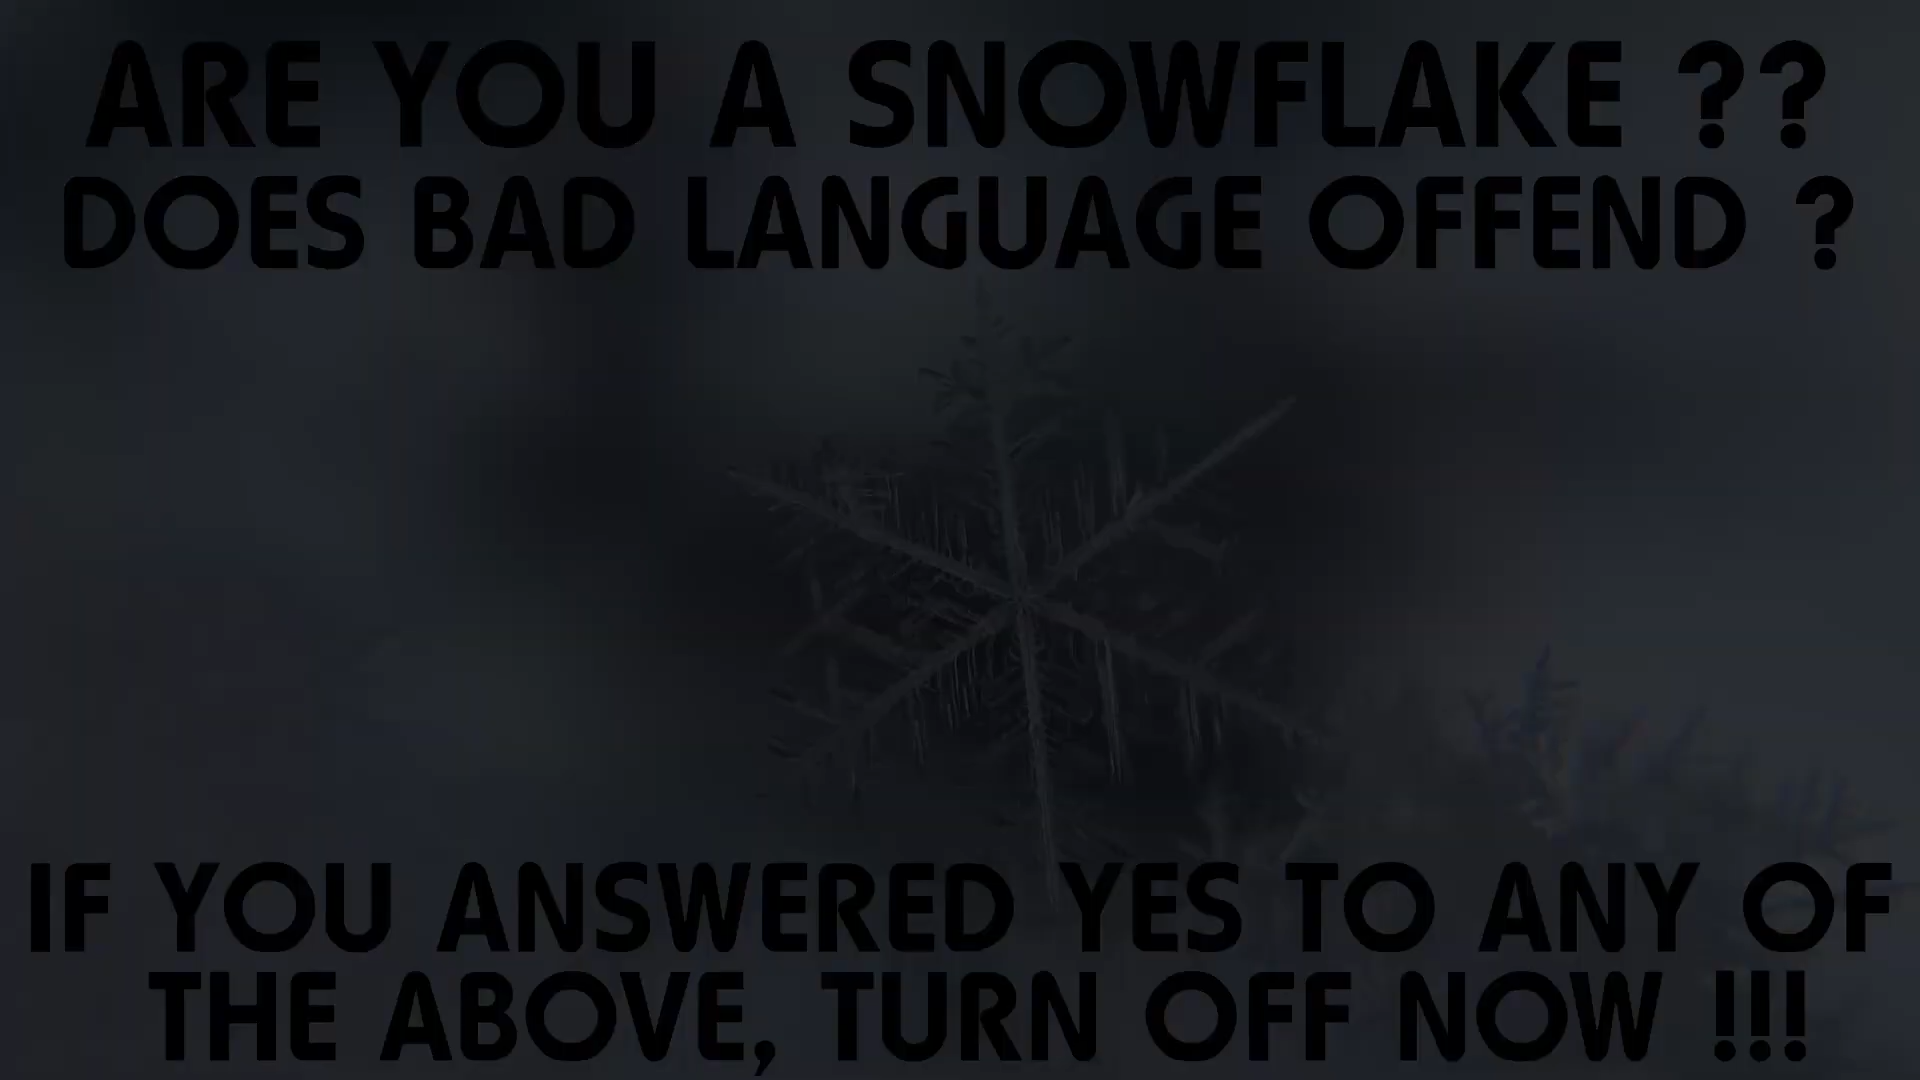 ARE YOU A SNOWFLAKE ??
DOES BAD LANGUAGE OFFEND ?
IF YOU ANSWERED YES TO ANY OF
THE ABOVE, TURN OFF NOW !!!